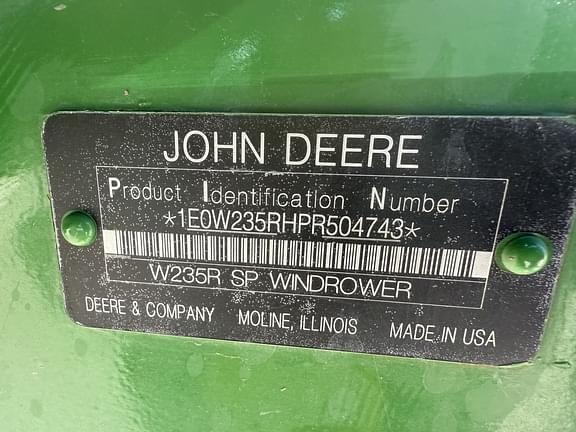 JOHN DEERE
Product Identification Number
*1E0W235RHPR504743*
W235R SP WINDROWER
DEERE & COMPANY MOLINE, ILLINOIS MADE IN USA